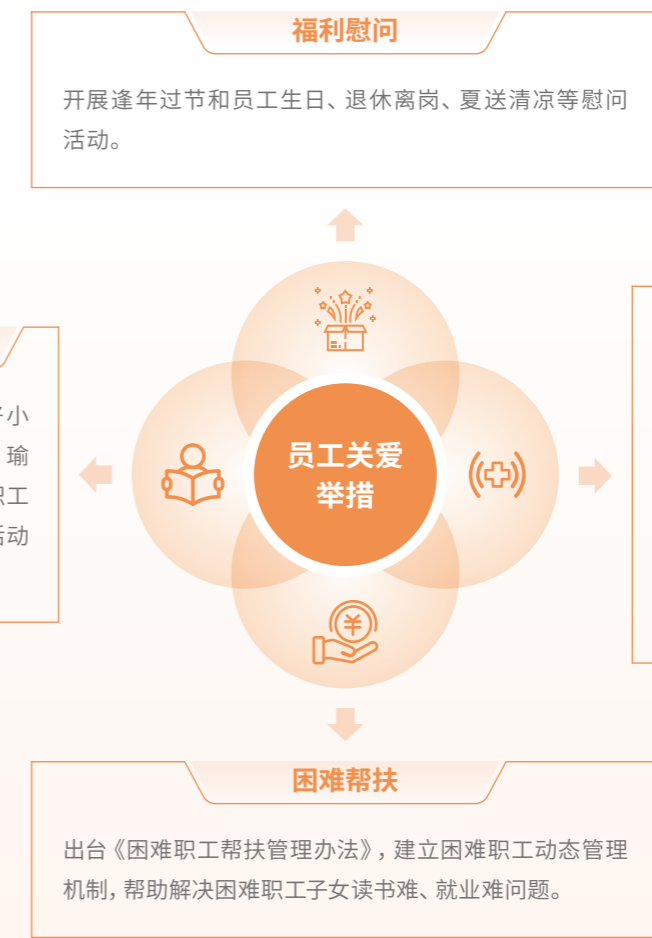 福利慰问
开展逢年过节和员工生日、退休离岗、夏送清凉等慰问
活动。
小
瑜
员工关爱
举措
职工
活动
困难帮扶
出台《困难职工帮扶管理办法》，建立困难职工动态管理
机制，帮助解决困难职工子女读书难、就业难问题。